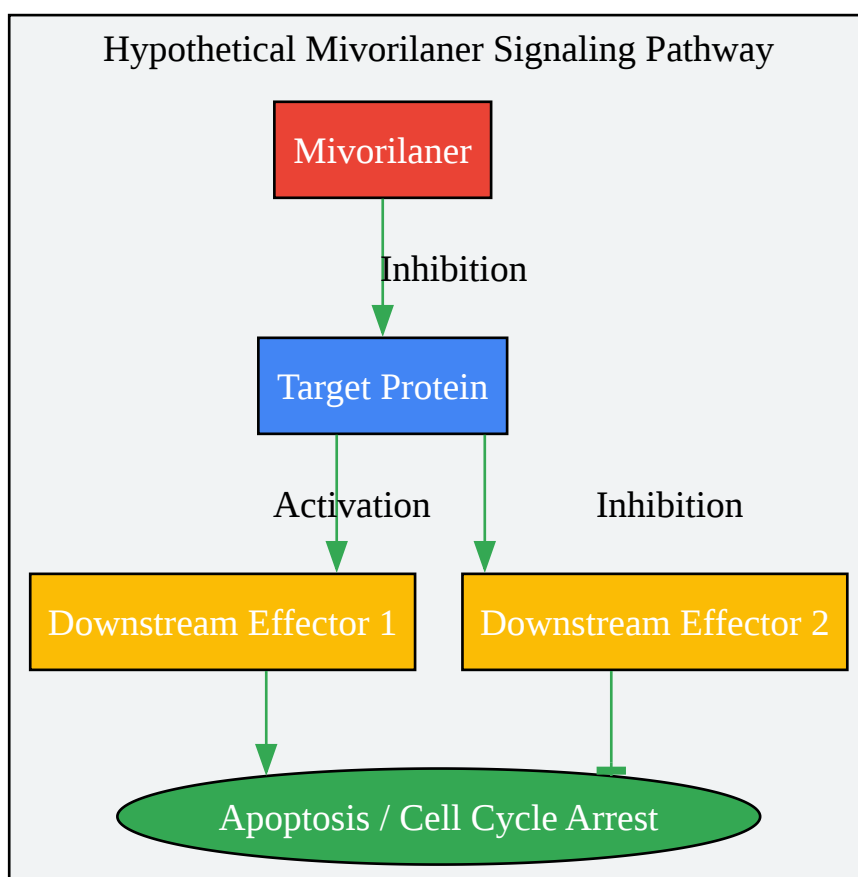 Hypothetical Mivorilaner Signaling Pathway
Mivorilaner
Inhibition
Target Protein
Activation
Inhibition
Downstream Effector 1
Downstream Effector 2
Apoptosis / Cell Cycle Arrest